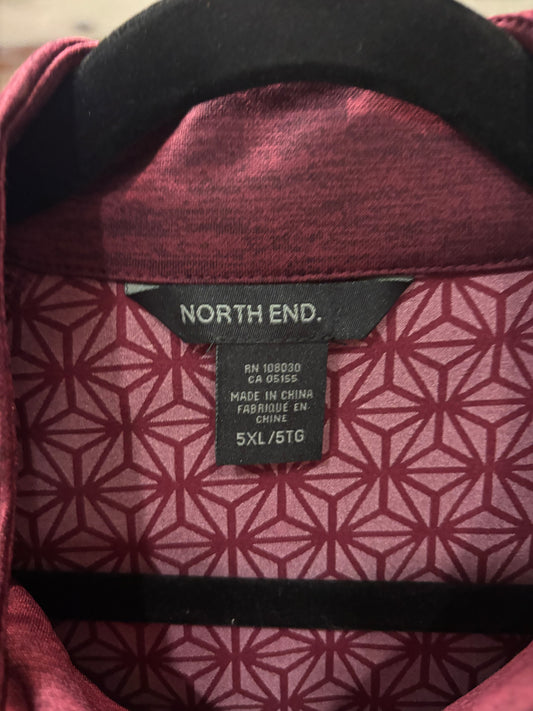 NORTH END.
RN 108030
CA 05155
MADE IN CHINA
FABRIQUÉ EN
CHINE
5XL/5TG